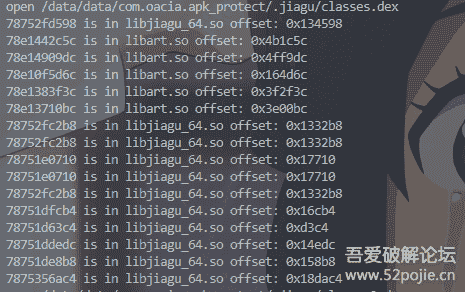 open /data/data/com.oacia.apk_protect/.jiagu/classes.dex
78752fd598 is in libjiagu_64.so offset: 0x134598
78e1442c5c is in libart.so offset: 0x4b1c5c
78e14909dc is in libart.so offset: 0x4ff9dc
78e10f5d6c is in libart.so offset: 0x164d6c
78e1383f3c is in libart.so offset: 0x3f2f3c
78e13710bc is in libart.so offset: 0x3e00bc
78752fc2b8 is in libjiagu_64.so offset: 0x1332b8
78752fc2b8 is in libjiagu_64.so offset: 0x1332b8
78751e0710 is in libjiagu_64.so offset: 0x17710
78751e0710 is in libjiagu_64.so offset: 0x17710
78752fc2b8 is in libjiagu_64.so offset: 0x1332b8
78751dfcb4 is in libjiagu_64.so offset: 0x16cb4
78751d63c4 is in libjiagu_64.so offset: 0xd3c4
78751ddedc is in libjiagu_64.so offset: 0x14edc
78751de8b8 is in libjiagu_64.so offset: 0x158b8
7875356ac4 is in libjiagu_64.so offset: 0x18dac4
吾爱破解论坛
www.52pojie.cn